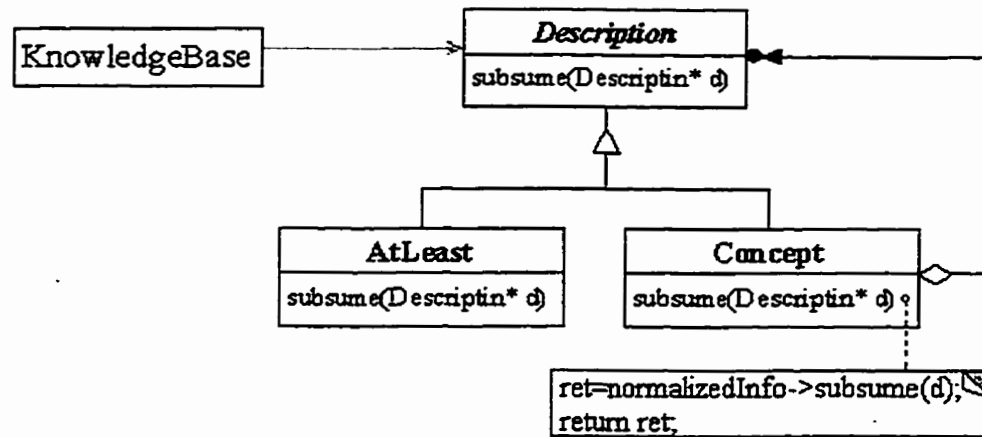 Description
KnowledgeBase
subsume(Descriptin* d)
AtLeast
subsume(Descriptin* d)
Concept
subsume(Descriptin* d)
ret=normalizedInfo->subsume(d);
return ret;